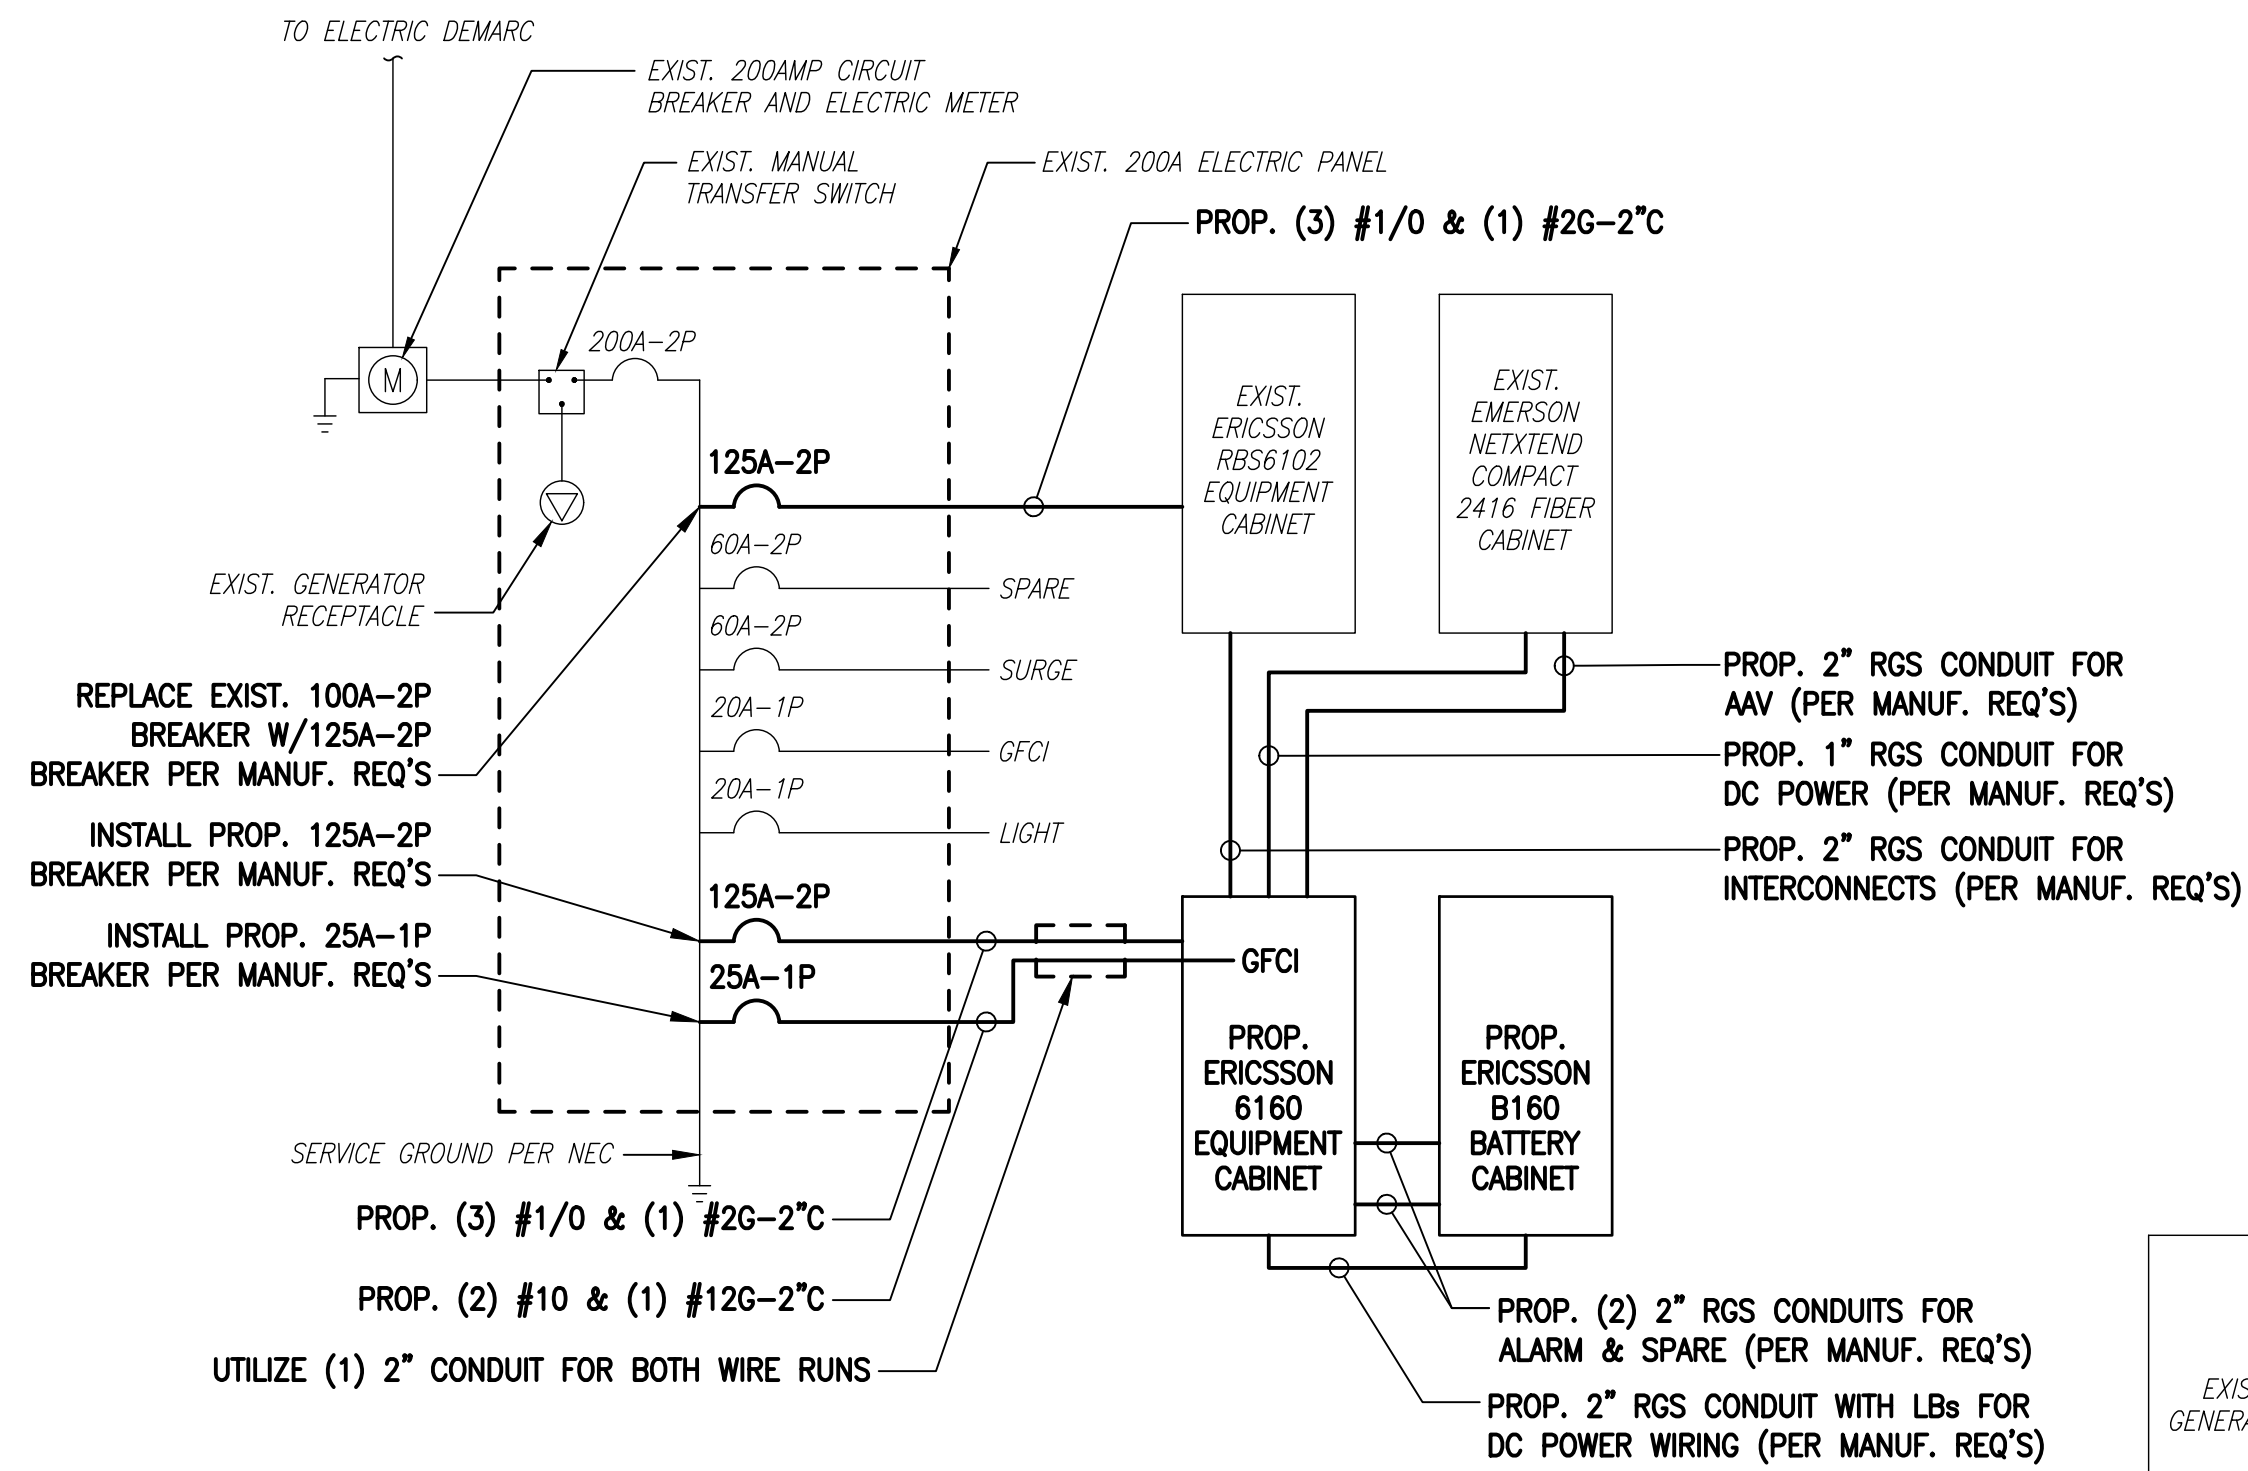 TO ELECTRIC DEMARC
EXIST. 200AMP CIRCUIT
BREAKER AND ELECTRIC METER
EXIST. MANUAL
TRANSFER SWITCH
EXIST. 200A ELECTRIC PANEL
PROP. (3) #1/0 & (1) #2G-2"C
200A-2P
M
EXIST.
ERICSSON
RBS6102
EQUIPMENT
CABINET
EXIST.
EMERSON
NETXTEND
COMPACT
2416 FIBER
CABINET
125A-2P
60A-2P
SPARE
60A-2P
SURGE
20A-1P
GFCI
20A-1P
LIGHT
125A-2P
25A-1P
EXIST. GENERATOR
RECEPTACLE
REPLACE EXIST. 100A-2P
BREAKER W/125A-2P
BREAKER PER MANUF. REQ'S
INSTALL PROP. 125A-2P
BREAKER PER MANUF. REQ'S
INSTALL PROP. 25A-1P
BREAKER PER MANUF. REQ'S
PROP. 2" RGS CONDUIT FOR
AAV (PER MANUF. REQ'S)
PROP. 1" RGS CONDUIT FOR
DC POWER (PER MANUF. REQ'S)
PROP. 2" RGS CONDUIT FOR
INTERCONNECTS (PER MANUF. REQ'S)
GFCI
PROP.
ERICSSON
6160
EQUIPMENT
CABINET
PROP.
ERICSSON
B160
BATTERY
CABINET
SERVICE GROUND PER NEC
PROP. (3) #1/0 & (1) #2G-2"C
PROP. (2) #10 & (1) #12G-2"C
UTILIZE (1) 2" CONDUIT FOR BOTH WIRE RUNS
PROP. (2) 2" RGS CONDUITS FOR
ALARM & SPARE (PER MANUF. REQ'S)
PROP. 2" RGS CONDUIT WITH LBs FOR
DC POWER WIRING (PER MANUF. REQ'S)
EXIS
GENERA